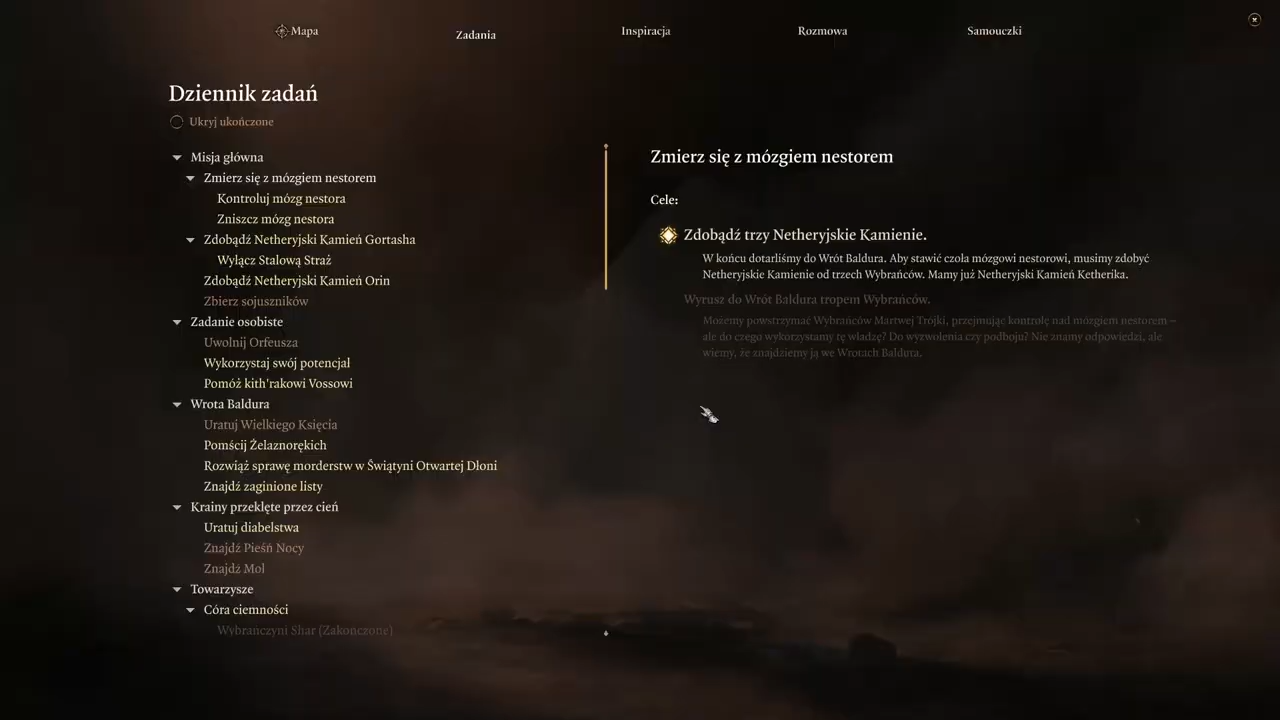 Mapa
Zadania
Inspiracja
Rozmowa
Samouczki
Dziennik zadań
Ukryj ukończone
Misja główna
Zmierz się z mózgiem nestorem
Kontroluj mózg nestora
Zniszcz mózg nestora
Zdobądź Netheryjski Kamień Gortasha
Wyłącz Stalową Straż
Zdobądź Netheryjski Kamień Orin
Zbierz sojuszników
Zadanie osobiste
Uwolnij Orfeusza
Wykorzystaj swój potencjał
Pomóż kith'rakowi Vossowi
Wrota Baldura
Uratuj Wielkiego Księcia
Pomścij Żelaznorękich
Rozwiąż sprawę morderstw w Świątyni Otwartej Dłoni
Znajdź zaginione listy
Krainy przeklęte przez cień
Uratuj diabelstwa
Znajdź Pieśń Nocy
Znajdź Mol
Towarzysze
Córa ciemności
Wybrańczyni Shar (Zakończone)
Zmierz się z mózgiem nestorem
Cele:
Zdobądź trzy Netheryjskie Kamienie.
W końcu dotarliśmy do Wrót Baldura. Aby stawić czoła mózgowi nestorowi, musimy zdobyć
Netheryjskie Kamienie od trzech Wybrańców. Mamy już Netheryjski Kamień Ketherika.
Wyrusz do Wrót Baldura tropem Wybrańców.
Możemy powstrzymać Wybrańców Martwej Trójki, przejmując kontrolę nad mózgiem nestorem –
ale do czego wykorzystamy tę władzę? Do wyzwolenia czy podboju? Nie znamy odpowiedzi, ale
wiemy, że znajdziemy ją we Wrotach Baldura.